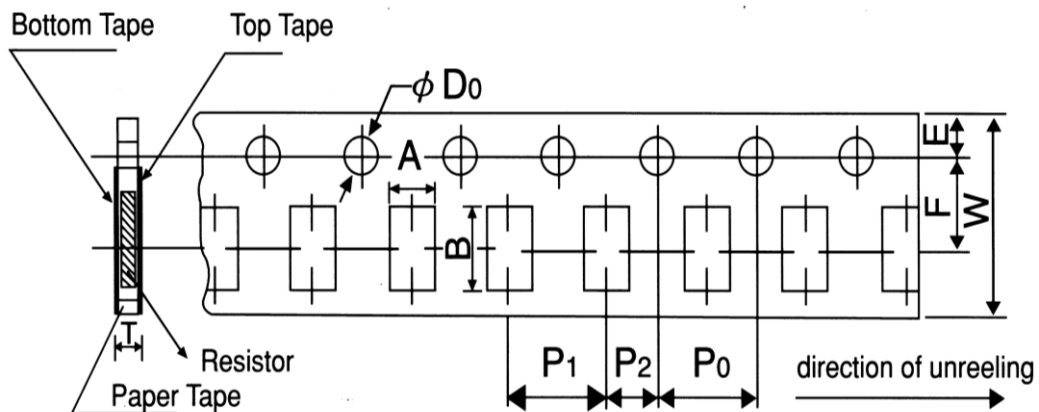 Bottom Tape
Top Tape
ϕ D0
A
E
F
W
B
T
Resistor
Paper Tape
P1
P2
P0
direction of unreeling